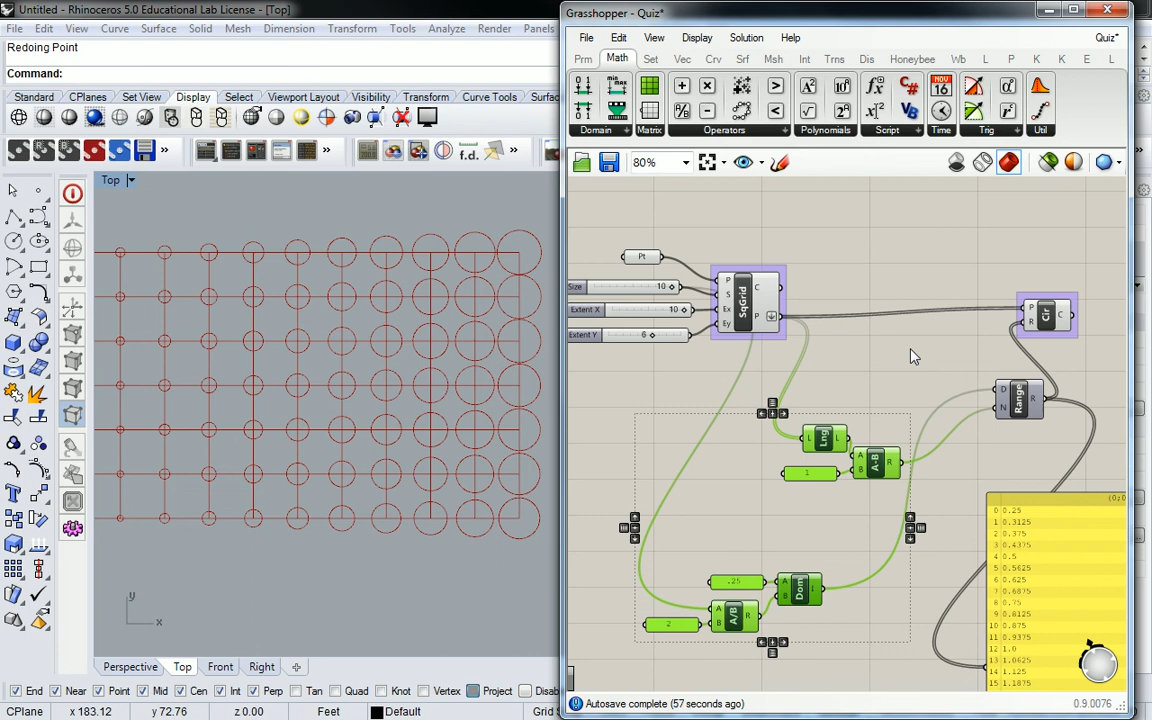 Untitled - Rhinoceros 5.0 Educational Lab License - [Top]
File Edit View Curve Surface Solid Mesh Dimension Transform Tools Analyze Render Panels
Redoing Point
Command:
Standard CPlanes Set View Display Select Viewport Layout Visibility Transform Curve Tools
f.d.
Top
y
x
Perspective Top Front Right
End Near Point Mid Cen Int Perp Tan Quad Knot Vertex Project
CPlane x 183.12 y 72.76 z 0.00 Feet Default
Grasshopper - Quiz*
File Edit View Display Solution Help Quiz*
Prm Math Set Vec Crv Srf Msh Int Trns Dis Honeybee Wb L P K K E L
Domain Matrix Operators Polynomials Script Time Trig Util
80%
Pt
Size 10
Extent X 10
Extent Y 6
P
S
Ex
Ey
SqGrid
C
P
P
R
Cir
C
D
N
Range
R
L
Lng
L
A
B
A-B
R
1
.25
A
B
Dom
I
2
A
B
A/B
R
0 0.25
1 0.3125
2 0.375
3 0.4375
4 0.5
5 0.5625
6 0.625
7 0.6875
8 0.75
9 0.8125
10 0.875
11 0.9375
12 1.0
13 1.0625
14 1.125
15 1.1875
Autosave complete (57 seconds ago)
0.9.0076